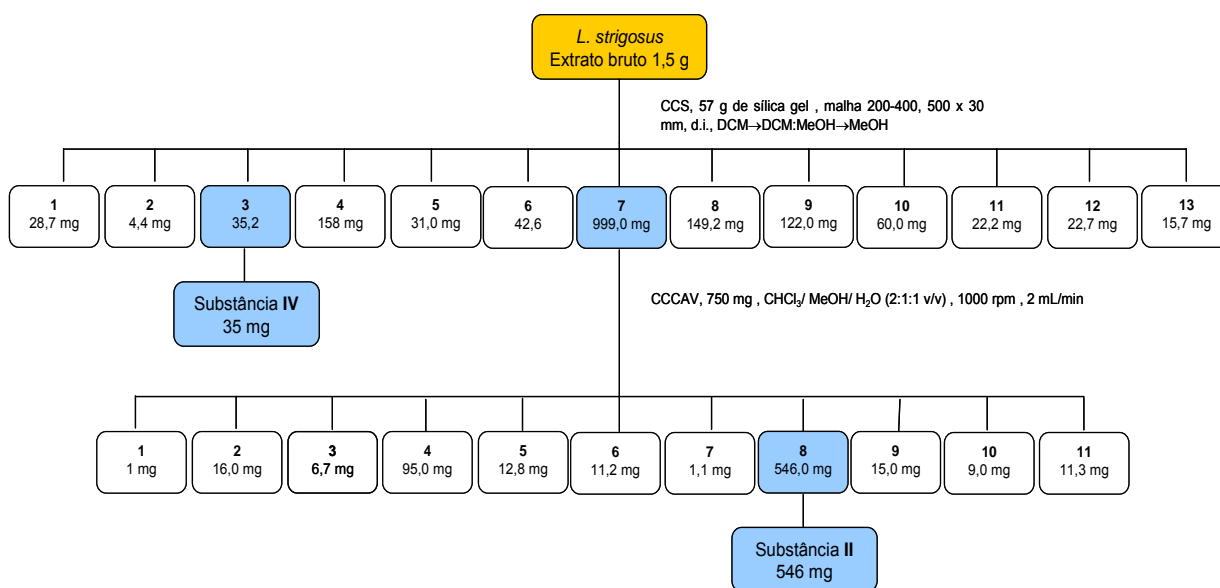 L. strigosus
Extrato bruto 1,5 g
CCS, 57 g de sílica gel , malha 200-400, 500 x 30
mm, d.i., DCM→DCM:MeOH→MeOH
1
28,7 mg
2
4,4 mg
3
35,2
4
158 mg
5
31,0 mg
6
42,6
7
999,0 mg
8
149,2 mg
9
122,0 mg
10
60,0 mg
11
22,2 mg
12
22,7 mg
13
15,7 mg
Substância IV
35 mg
CCCAV, 750 mg , CHCl₃/ MeOH/ H₂O (2:1:1 v/v) , 1000 rpm , 2 mL/min
1
1 mg
2
16,0 mg
3
6,7 mg
4
95,0 mg
5
12,8 mg
6
11,2 mg
7
1,1 mg
8
546,0 mg
9
15,0 mg
10
9,0 mg
11
11,3 mg
Substância II
546 mg